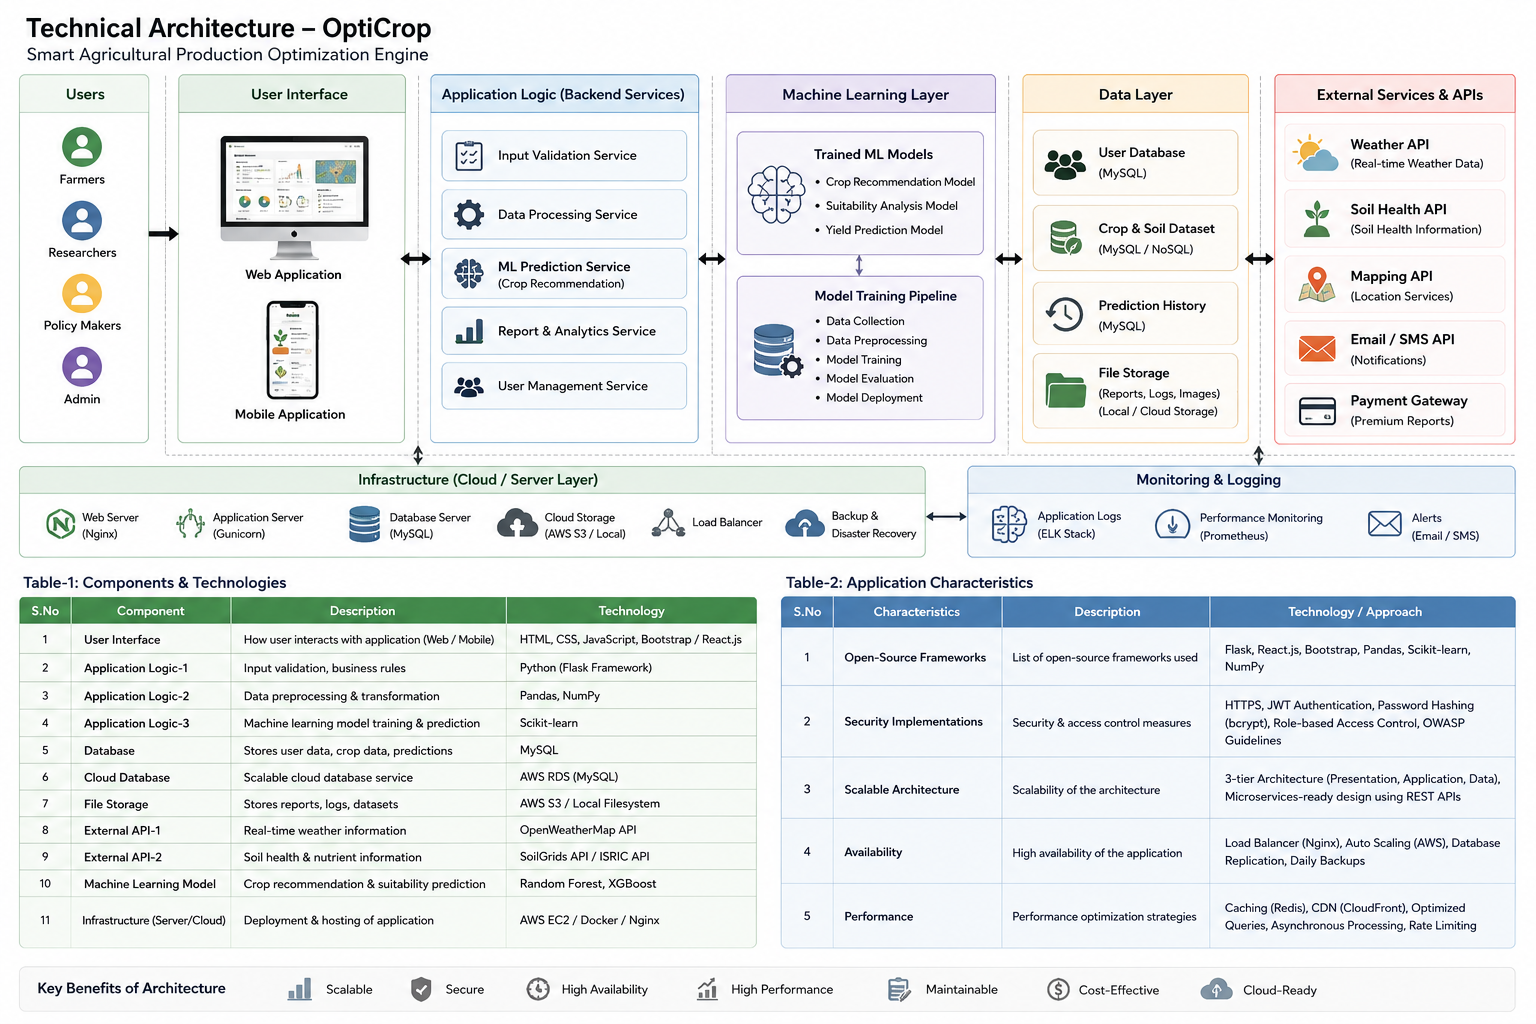 Technical Architecture – OptiCrop
Smart Agricultural Production Optimization Engine
Users
Farmers
Researchers
Policy Makers
Admin
User Interface
Web Application
Mobile Application
Application Logic (Backend Services)
Input Validation Service
Data Processing Service
ML Prediction Service
(Crop Recommendation)
Report & Analytics Service
User Management Service
Machine Learning Layer
Trained ML Models
• Crop Recommendation Model
• Suitability Analysis Model
• Yield Prediction Model
Model Training Pipeline
• Data Collection
• Data Preprocessing
• Model Training
• Model Evaluation
• Model Deployment
Data Layer
User Database
(MySQL)
Crop & Soil Dataset
(MySQL / NoSQL)
Prediction History
(MySQL)
File Storage
(Reports, Logs, Images)
(Local / Cloud Storage)
External Services & APIs
Weather API
(Real-time Weather Data)
Soil Health API
(Soil Health Information)
Mapping API
(Location Services)
Email / SMS API
(Notifications)
Payment Gateway
(Premium Reports)
Infrastructure (Cloud / Server Layer)
Web Server
(Nginx)
Application Server
(Gunicorn)
Database Server
(MySQL)
Cloud Storage
(AWS S3 / Local)
Load Balancer
Backup &
Disaster Recovery
Monitoring & Logging
Application Logs
(ELK Stack)
Performance Monitoring
(Prometheus)
Alerts
(Email / SMS)
Table-1: Components & Technologies
S.No Component Description Technology
1 User Interface How user interacts with application (Web / Mobile) HTML, CSS, JavaScript, Bootstrap / React.js
2 Application Logic-1 Input validation, business rules Python (Flask Framework)
3 Application Logic-2 Data preprocessing & transformation Pandas, NumPy
4 Application Logic-3 Machine learning model training & prediction Scikit-learn
5 Database Stores user data, crop data, predictions MySQL
6 Cloud Database Scalable cloud database service AWS RDS (MySQL)
7 File Storage Stores reports, logs, datasets AWS S3 / Local Filesystem
8 External API-1 Real-time weather information OpenWeatherMap API
9 External API-2 Soil health & nutrient information SoilGrids API / ISRIC API
10 Machine Learning Model Crop recommendation & suitability prediction Random Forest, XGBoost
11 Infrastructure (Server/Cloud) Deployment & hosting of application AWS EC2 / Docker / Nginx
Table-2: Application Characteristics
S.No Characteristics Description Technology / Approach
1 Open-Source Frameworks List of open-source frameworks used Flask, React.js, Bootstrap, Pandas, Scikit-learn,
NumPy
2 Security Implementations Security & access control measures HTTPS, JWT Authentication, Password Hashing
(bcrypt), Role-based Access Control, OWASP
Guidelines
3 Scalable Architecture Scalability of the architecture 3-tier Architecture (Presentation, Application, Data),
Microservices-ready design using REST APIs
4 Availability High availability of the application Load Balancer (Nginx), Auto Scaling (AWS), Database
Replication, Daily Backups
5 Performance Performance optimization strategies Caching (Redis), CDN (CloudFront), Optimized
Queries, Asynchronous Processing, Rate Limiting
Key Benefits of Architecture Scalable Secure High Availability High Performance Maintainable Cost-Effective Cloud-Ready